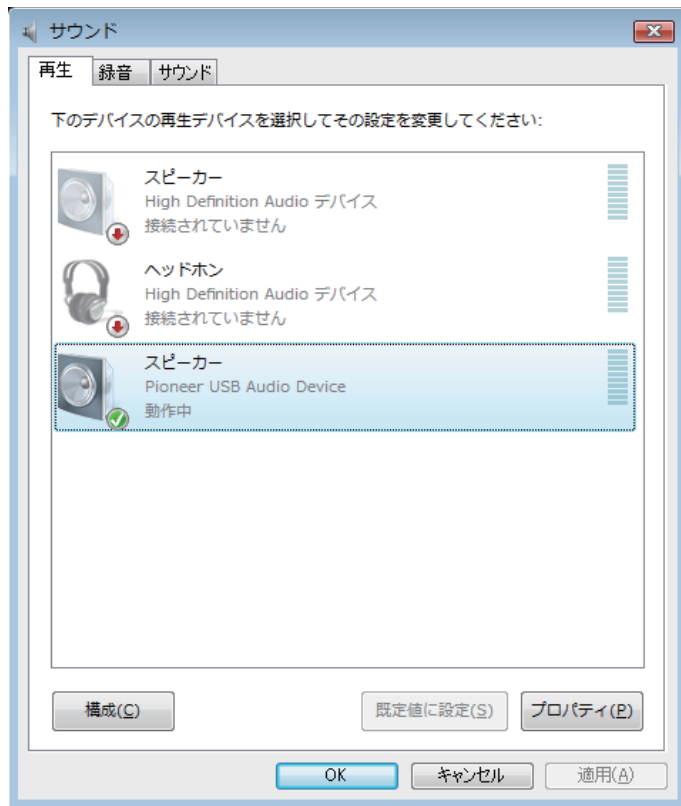 サウンド
再生 録音 サウンド
下のデバイスの再生デバイスを選択してその設定を変更してください:
スピーカー
High Definition Audio デバイス
接続されていません
ヘッドホン
High Definition Audio デバイス
接続されていません
スピーカー
Pioneer USB Audio Device
動作中
構成(C) 既定値に設定(S) プロパティ(P)
OK キャンセル 適用(A)